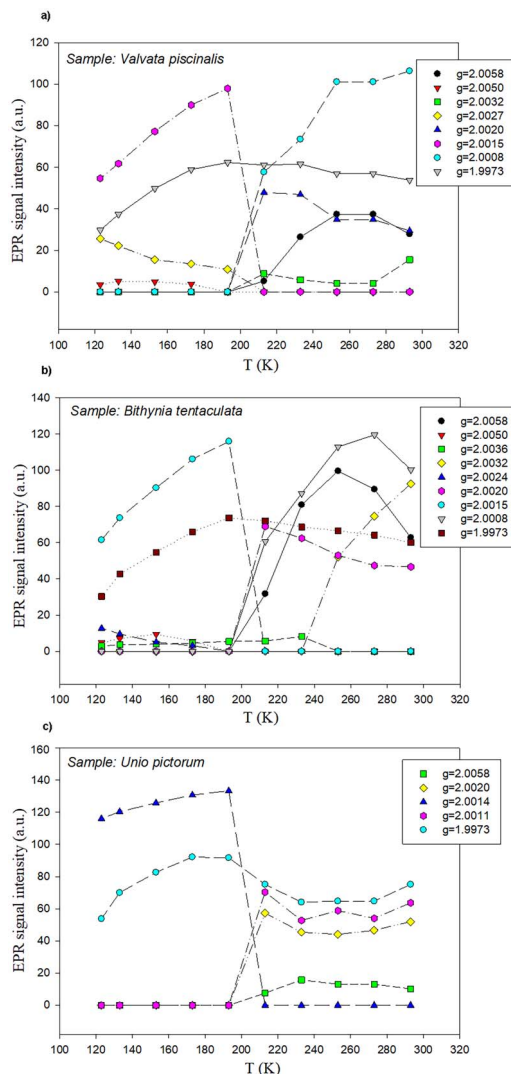 a)
Sample: Valvata piscinalis
EPR signal intensity (a.u.)
120
100
80
60
40
20
0
100 120 140 160 180 200 220 240 260 280 300 320
T (K)
g=2.0058
g=2.0050
g=2.0032
g=2.0027
g=2.0020
g=2.0015
g=2.0008
g=1.9973
b)
Sample: Bithynia tentaculata
EPR signal intensity (a.u.)
140
120
100
80
60
40
20
0
100 120 140 160 180 200 220 240 260 280 300 320
T (K)
g=2.0058
g=2.0050
g=2.0036
g=2.0032
g=2.0024
g=2.0020
g=2.0015
g=2.0008
g=1.9973
c)
Sample: Unio pictorum
EPR signal intensity (a.u.)
160
140
120
100
80
60
40
20
0
100 120 140 160 180 200 220 240 260 280 300 320
T (K)
g=2.0058
g=2.0020
g=2.0014
g=2.0011
g=1.9973